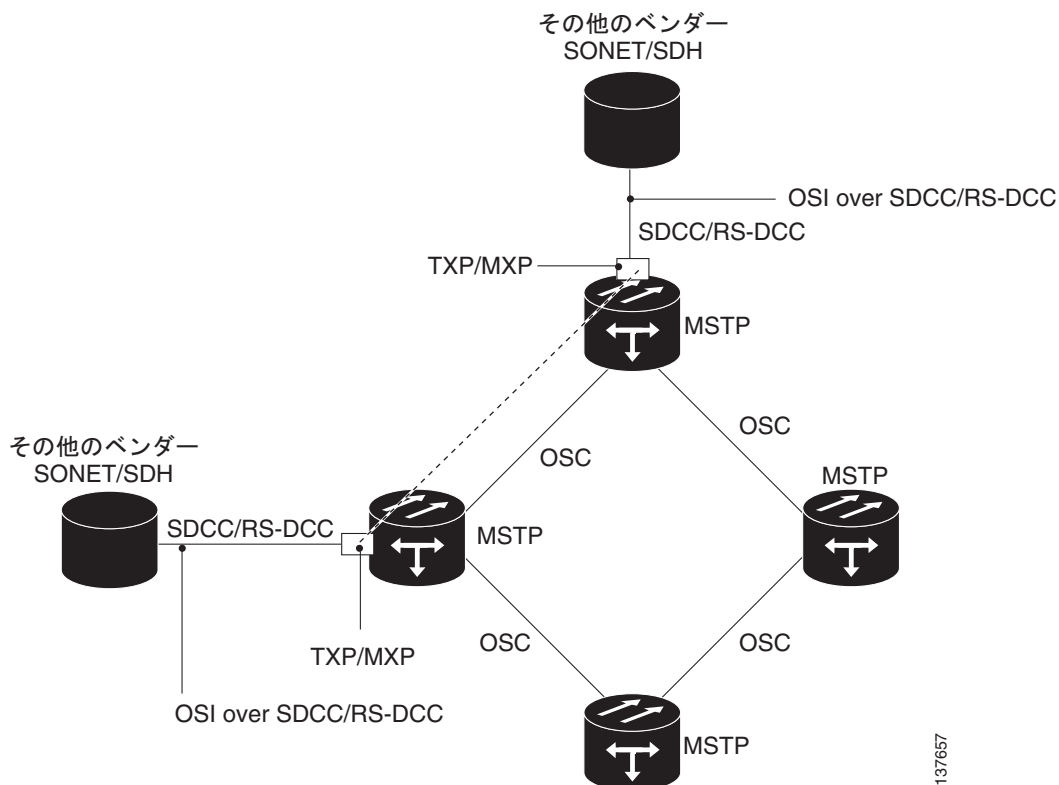 その他のベンダー
SONET/SDH
OSI over SDCC/RS-DCC
SDCC/RS-DCC
TXP/MXP
MSTP
OSC
OSC
その他のベンダー
SONET/SDH
MSTP
SDCC/RS-DCC
MSTP
TXP/MXP
OSC
OSC
OSI over SDCC/RS-DCC
MSTP
137657